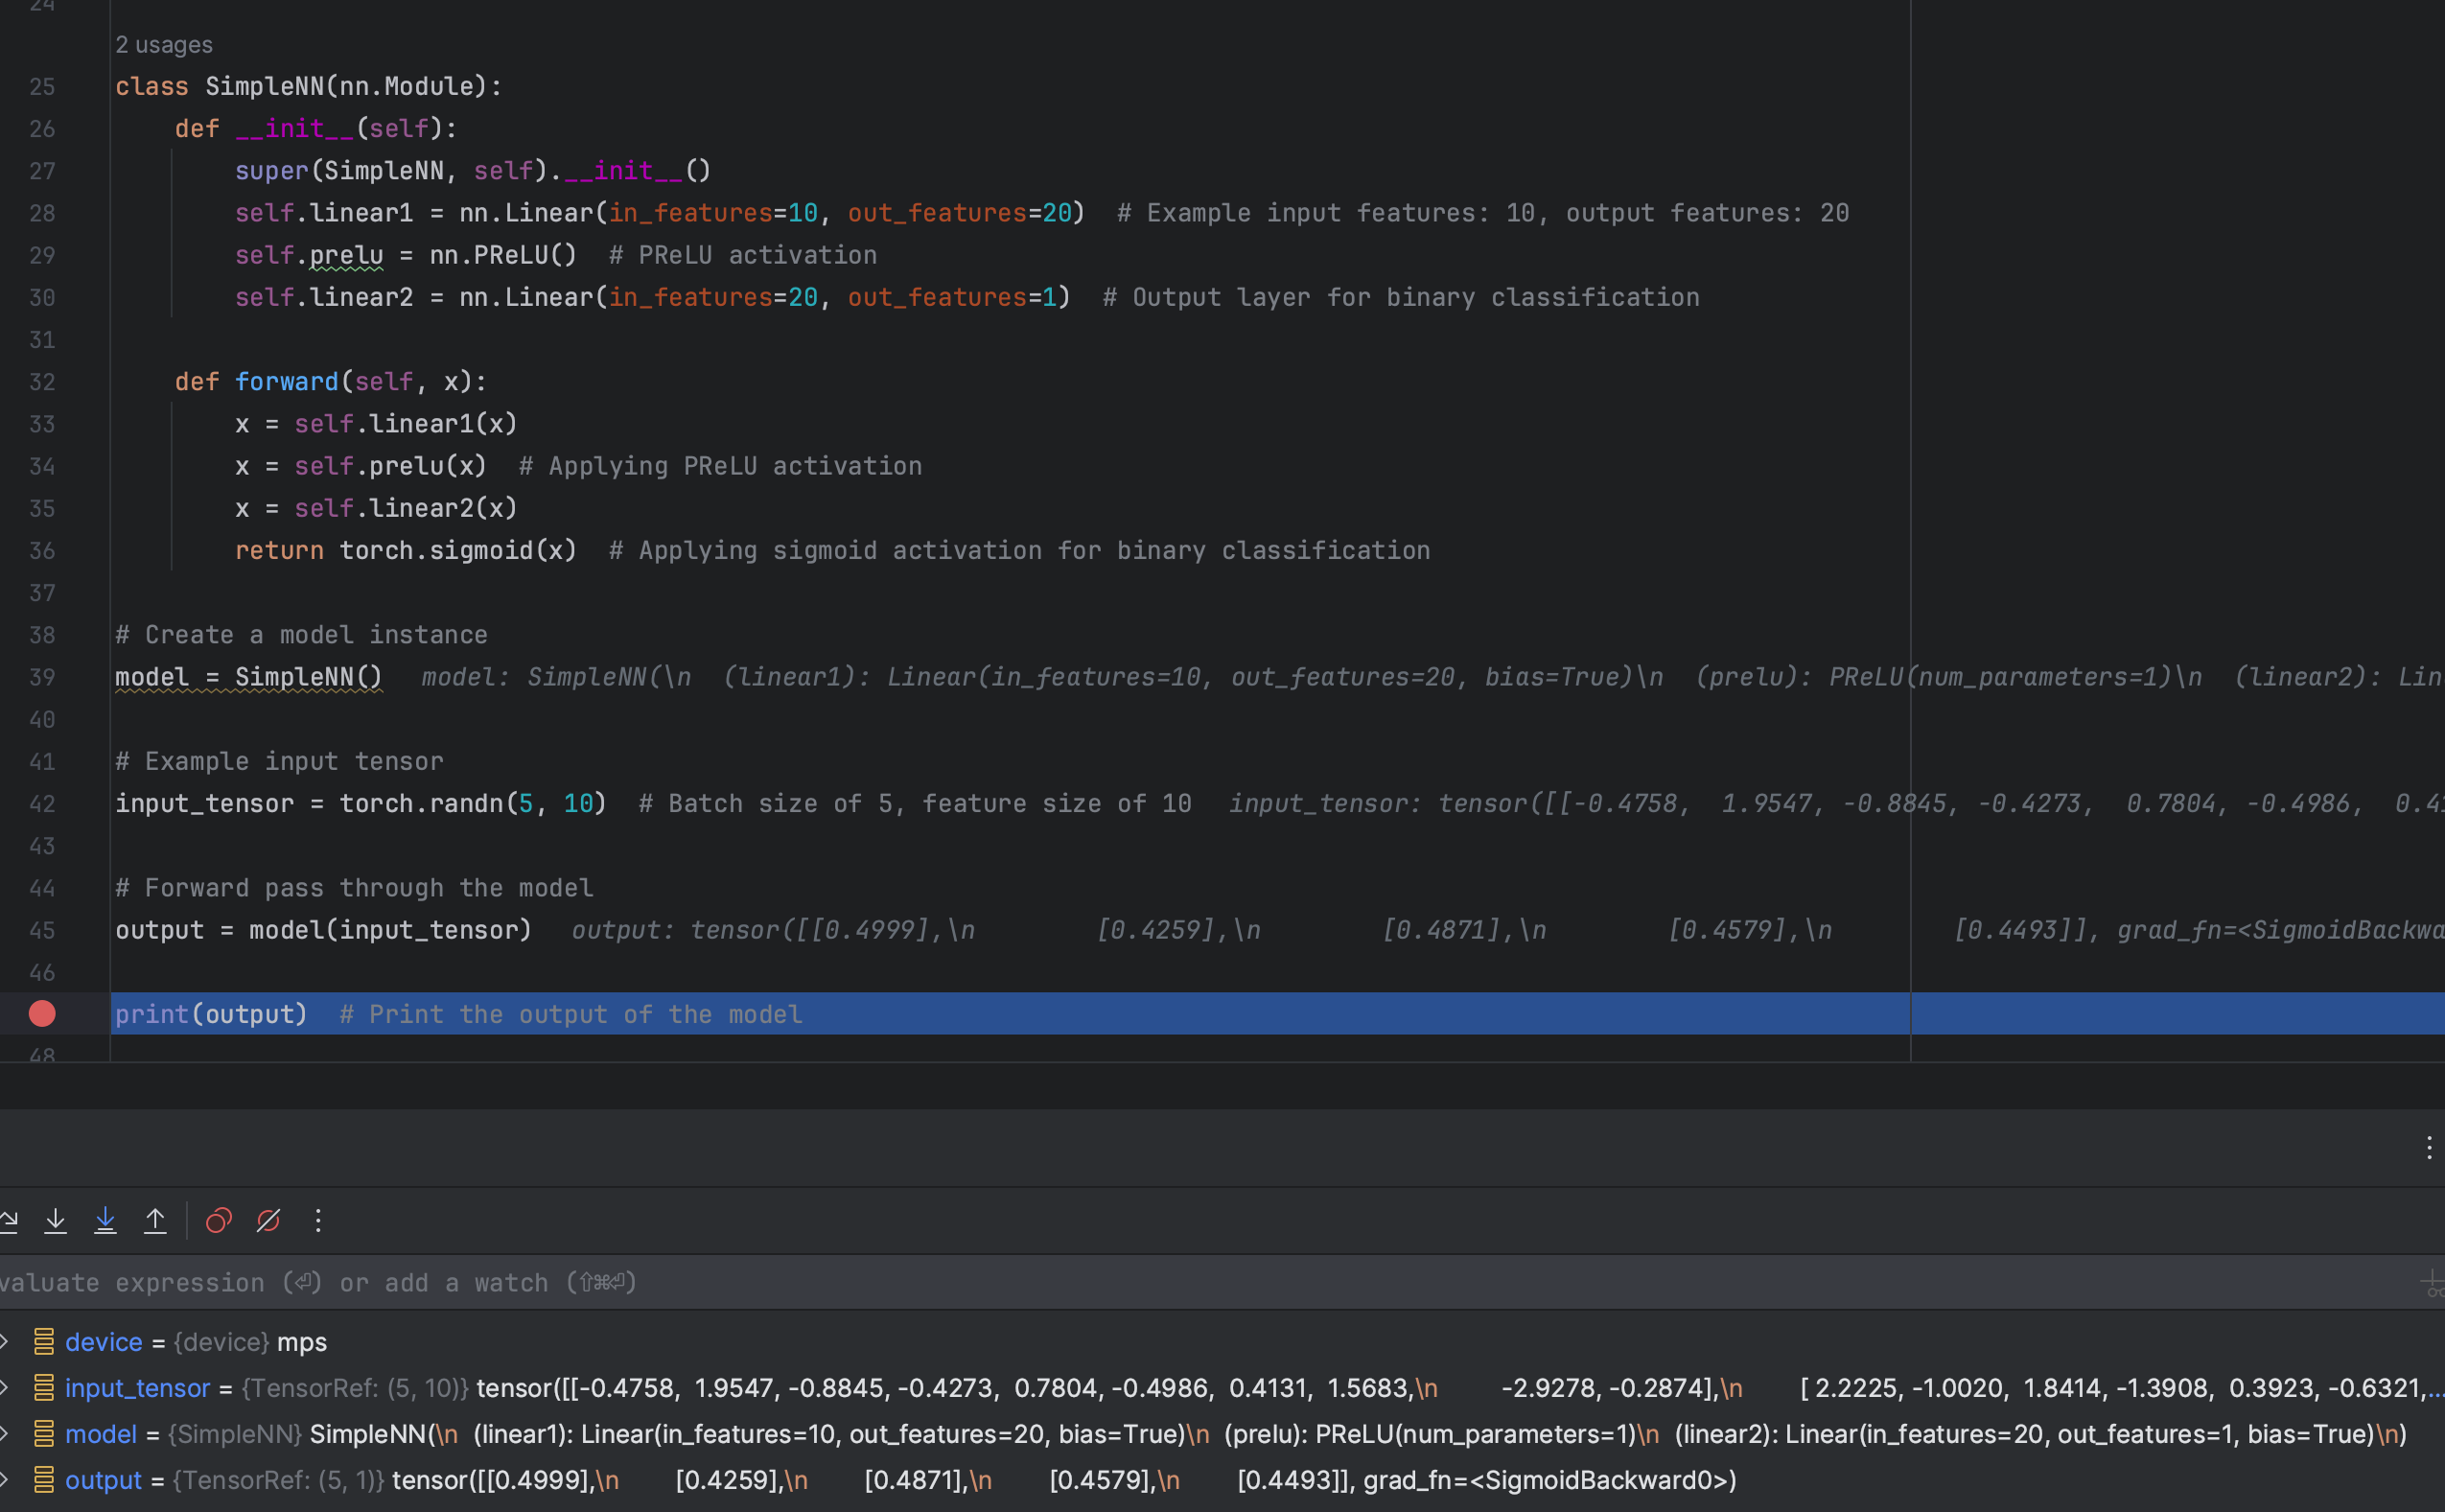 24
2 usages
25 class SimpleNN(nn.Module):
26     def __init__(self):
27         super(SimpleNN, self).__init__()
28         self.linear1 = nn.Linear(in_features=10, out_features=20)  # Example input features: 10, output features: 20
29         self.prelu = nn.PReLU()  # PReLU activation
30         self.linear2 = nn.Linear(in_features=20, out_features=1)  # Output layer for binary classification
31
32     def forward(self, x):
33         x = self.linear1(x)
34         x = self.prelu(x)  # Applying PReLU activation
35         x = self.linear2(x)
36         return torch.sigmoid(x)  # Applying sigmoid activation for binary classification
37
38 # Create a model instance
39 model = SimpleNN()   model: SimpleNN(\n  (linear1): Linear(in_features=10, out_features=20, bias=True)\n  (prelu): PReLU(num_parameters=1)\n  (linear2): Lin
40
41 # Example input tensor
42 input_tensor = torch.randn(5, 10)  # Batch size of 5, feature size of 10   input_tensor: tensor([[-0.4758,  1.9547, -0.8845, -0.4273,  0.7804, -0.4986,  0.41
43
44 # Forward pass through the model
45 output = model(input_tensor)   output: tensor([[0.4999],\n        [0.4259],\n        [0.4871],\n        [0.4579],\n        [0.4493]], grad_fn=<SigmoidBackwa
46
print(output)  # Print the output of the model
48
valuate expression (⏎) or add a watch (⇧⌘⏎)
device = {device} mps
input_tensor = {TensorRef: (5, 10)} tensor([[-0.4758,  1.9547, -0.8845, -0.4273,  0.7804, -0.4986,  0.4131,  1.5683,\n         -2.9278, -0.2874],\n        [ 2.2225, -1.0020,  1.8414, -1.3908,  0.3923, -0.6321,...
model = {SimpleNN} SimpleNN(\n  (linear1): Linear(in_features=10, out_features=20, bias=True)\n  (prelu): PReLU(num_parameters=1)\n  (linear2): Linear(in_features=20, out_features=1, bias=True)\n)
output = {TensorRef: (5, 1)} tensor([[0.4999],\n        [0.4259],\n        [0.4871],\n        [0.4579],\n        [0.4493]], grad_fn=<SigmoidBackward0>)